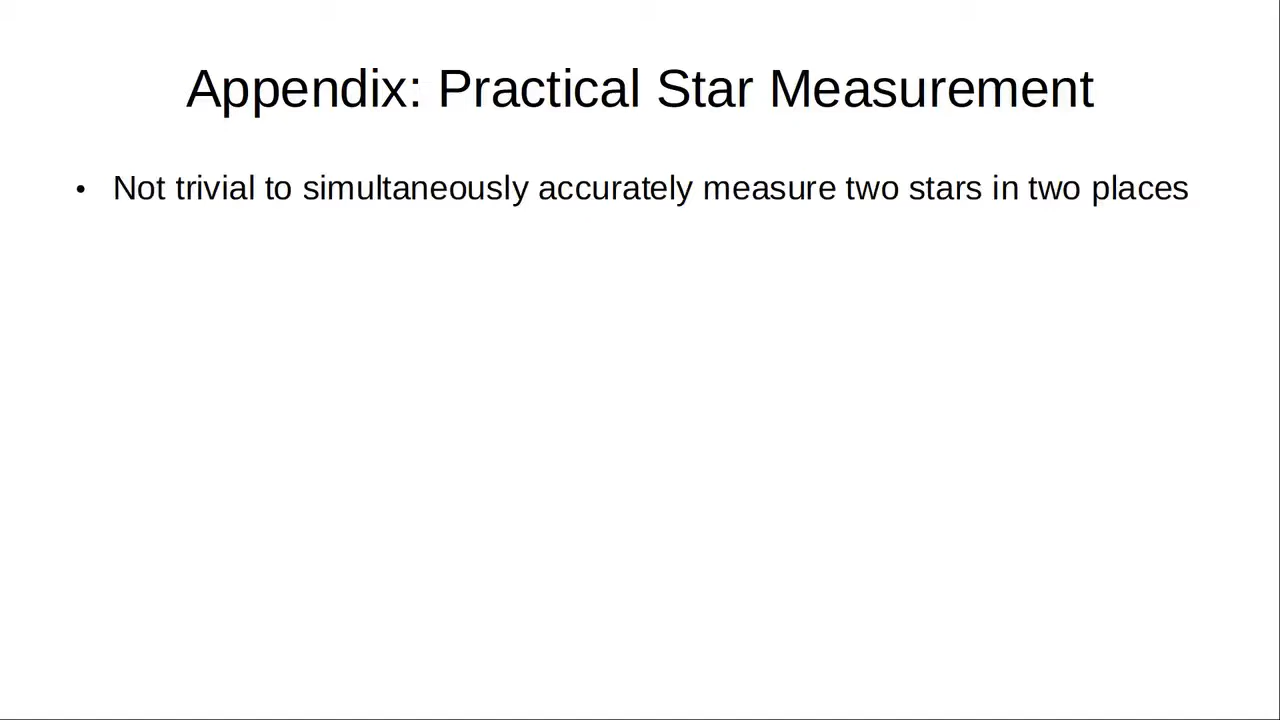 Appendix: Practical Star Measurement
• Not trivial to simultaneously accurately measure two stars in two places